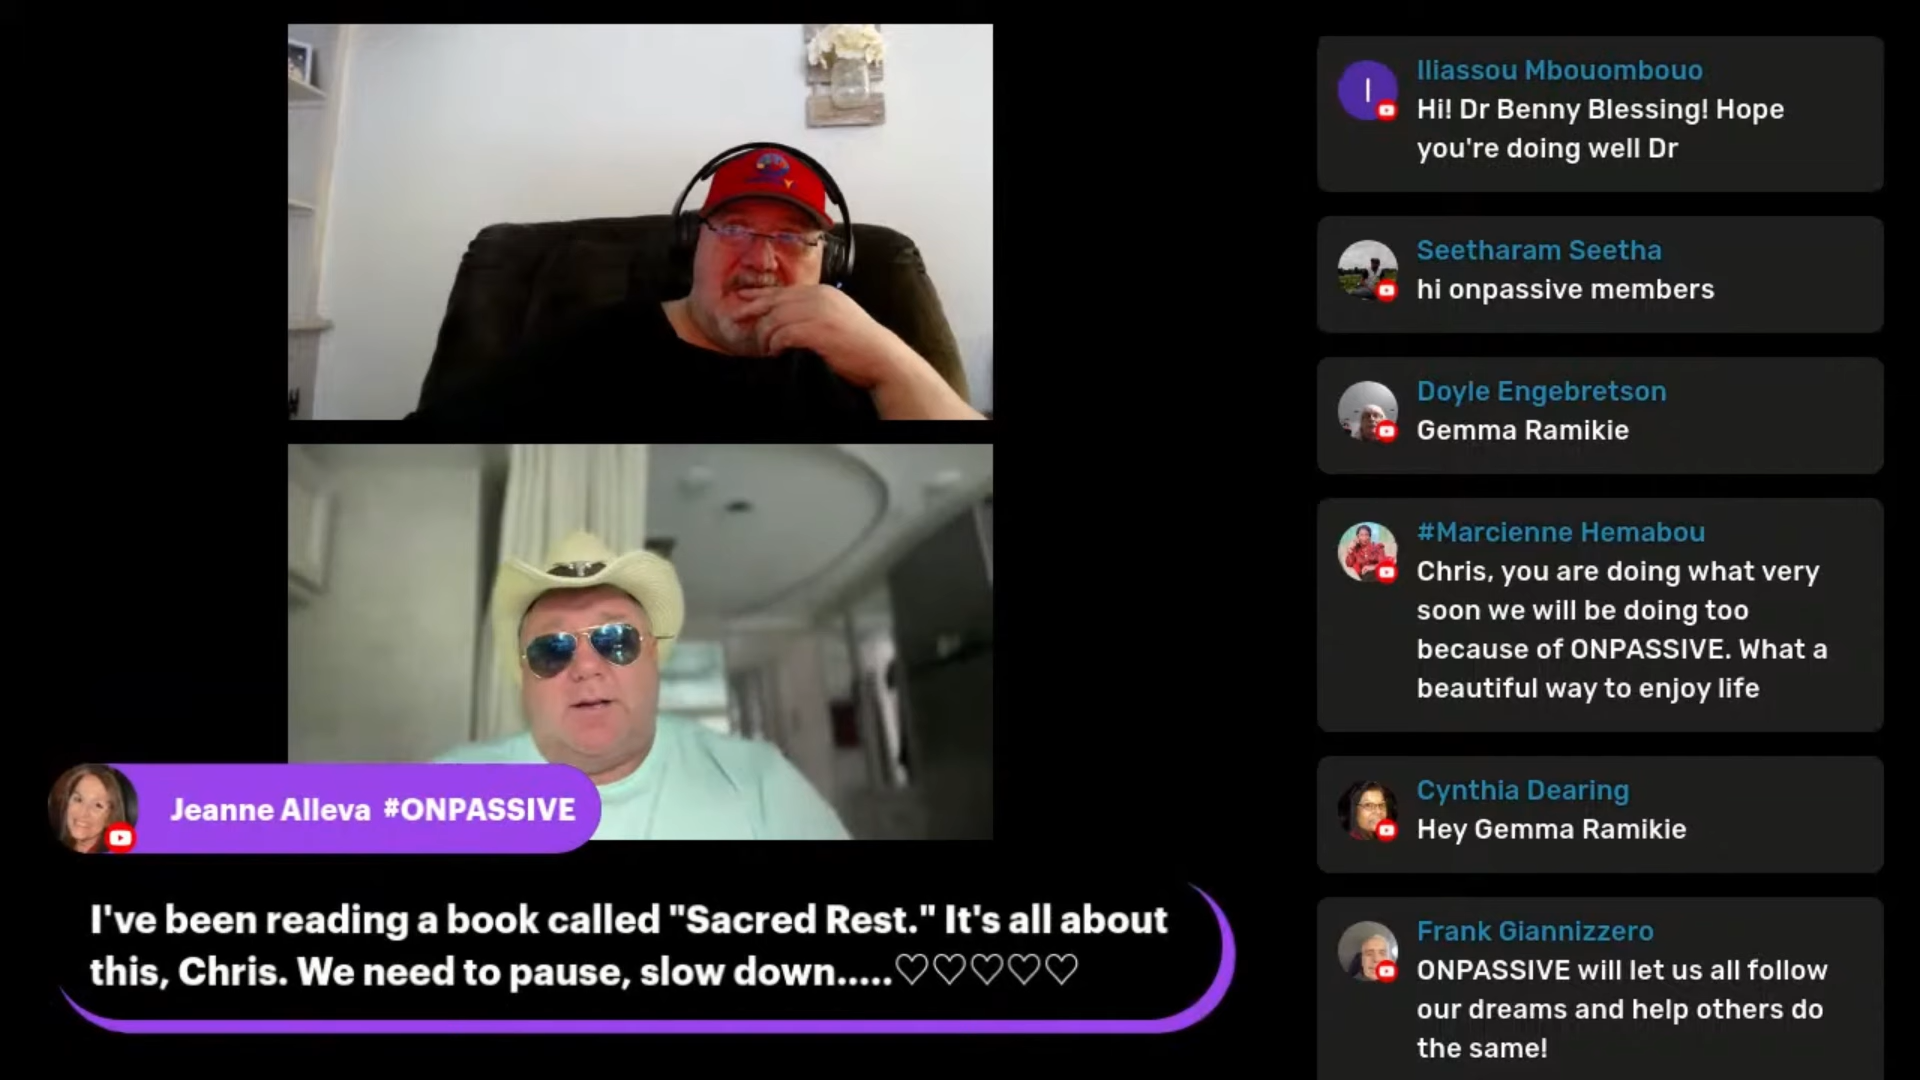 Iliassou Mbouombouo
Hi! Dr Benny Blessing! Hope
you're doing well Dr
Seetharam Seetha
hi onpassive members
Doyle Engebretson
Gemma Ramikie
#Marcienne Hemabou
Chris, you are doing what very
soon we will be doing too
because of ONPASSIVE. What a
beautiful way to enjoy life
Cynthia Dearing
Hey Gemma Ramikie
Frank Giannizzero
ONPASSIVE will let us all follow
our dreams and help others do
the same!
Jeanne Alleva #ONPASSIVE
I've been reading a book called "Sacred Rest." It's all about
this, Chris. We need to pause, slow down.....♡♡♡♡♡
I